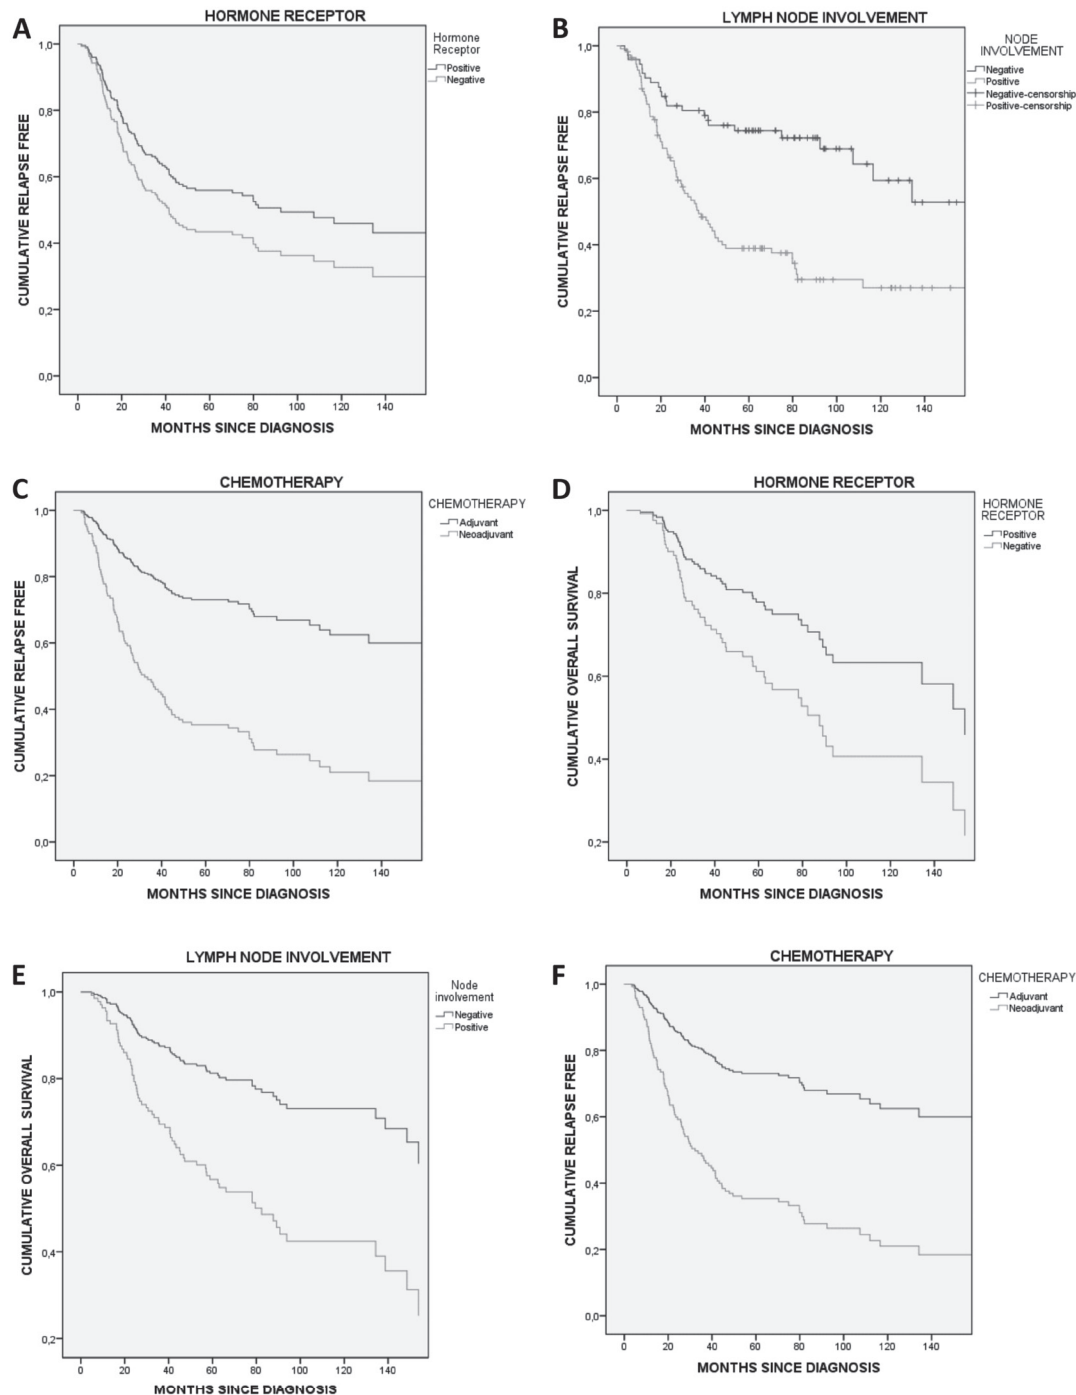 A
HORMONE RECEPTOR
Hormone
Receptor
Positive
Negative
CUMULATIVE RELAPSE FREE
1,0
0,8
0,6
0,4
0,2
0,0
0 20 40 60 80 100 120 140
MONTHS SINCE DIAGNOSIS
B
LYMPH NODE INVOLVEMENT
NODE
INVOLVEMENT
Negative
Positive
Negative-censorship
Positive-censorship
CUMULATIVE RELAPSE FREE
1,0
0,8
0,6
0,4
0,2
0,0
0 20 40 60 80 100 120 140
MONTHS SINCE DIAGNOSIS
C
CHEMOTHERAPY
CHEMOTHERAPY
Adjuvant
Neoadjuvant
CUMULATIVE RELAPSE FREE
1,0
0,8
0,6
0,4
0,2
0,0
0 20 40 60 80 100 120 140
MONTHS SINCE DIAGNOSIS
D
HORMONE RECEPTOR
HORMONE
RECEPTOR
Positive
Negative
CUMULATIVE OVERALL SURVIVAL
1,0
0,8
0,6
0,4
0,2
0 20 40 60 80 100 120 140
MONTHS SINCE DIAGNOSIS
E
LYMPH NODE INVOLVEMENT
Node
involvement
Negative
Positive
CUMULATIVE OVERALL SURVIVAL
1,0
0,8
0,6
0,4
0,2
0 20 40 60 80 100 120 140
MONTHS SINCE DIAGNOSIS
F
CHEMOTHERAPY
CHEMOTHERAPY
Adjuvant
Neoadjuvant
CUMULATIVE RELAPSE FREE
1,0
0,8
0,6
0,4
0,2
0,0
0 20 40 60 80 100 120 140
MONTHS SINCE DIAGNOSIS